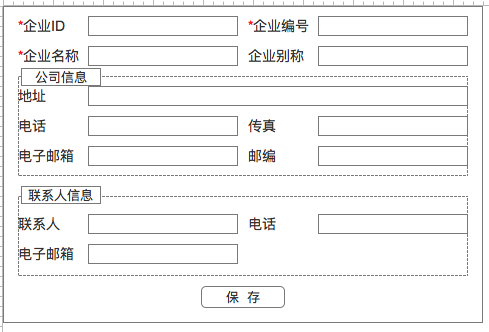 *企业ID *企业编号
*企业名称 企业别称
公司信息
地址
电话 传真
电子邮箱 邮编
联系人信息
联系人 电话
电子邮箱
保 存